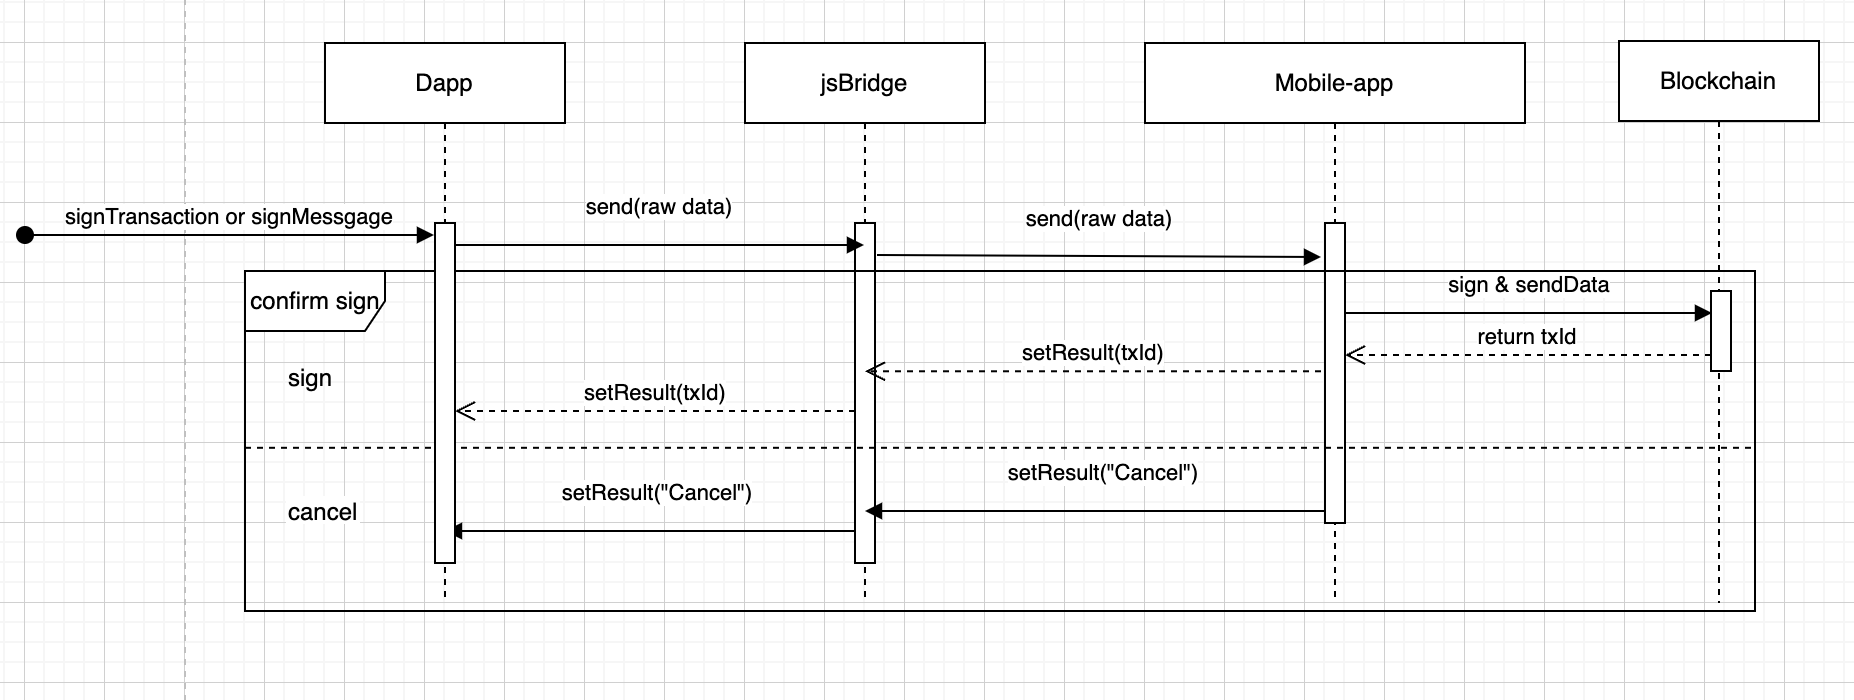 Dapp
jsBridge
Mobile-app
Blockchain
signTransaction or signMessgage
send(raw data)
send(raw data)
confirm sign
sign & sendData
return txId
setResult(txId)
sign
setResult(txId)
setResult("Cancel")
setResult("Cancel")
cancel